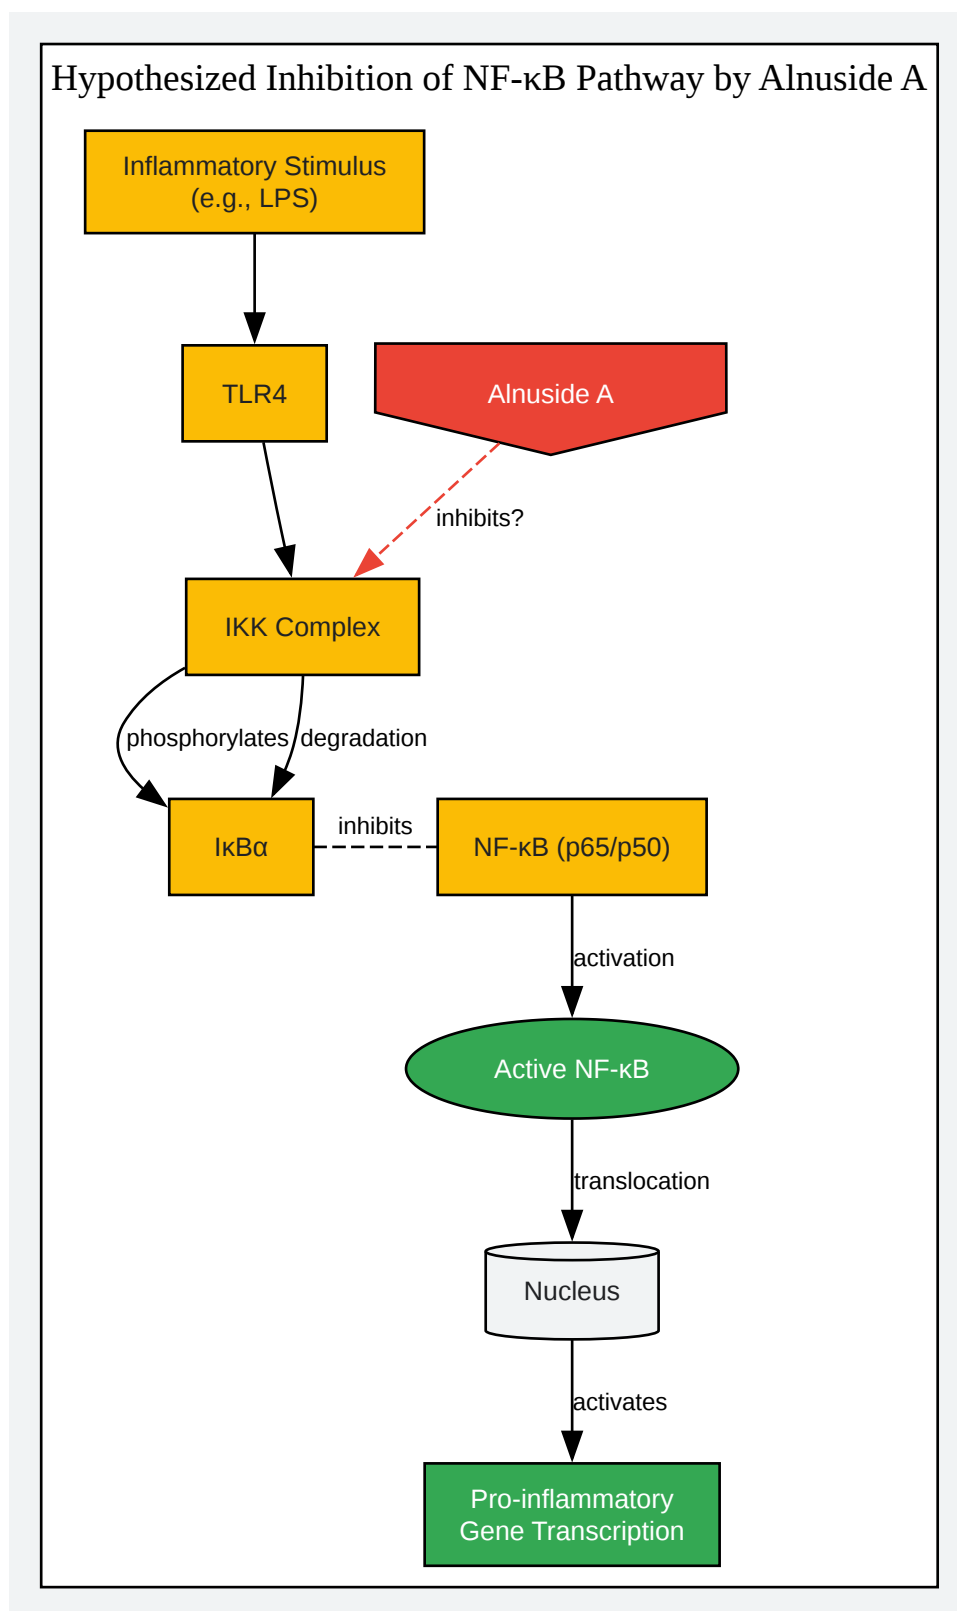 Hypothesized Inhibition of NF-κB Pathway by Alnuside A
Inflammatory Stimulus
(e.g., LPS)
TLR4
Alnuside A
inhibits?
IKK Complex
phosphorylates
degradation
inhibits
IκBα
NF-κB (p65/p50)
activation
Active NF-κB
translocation
Nucleus
activates
Pro-inflammatory
Gene Transcription